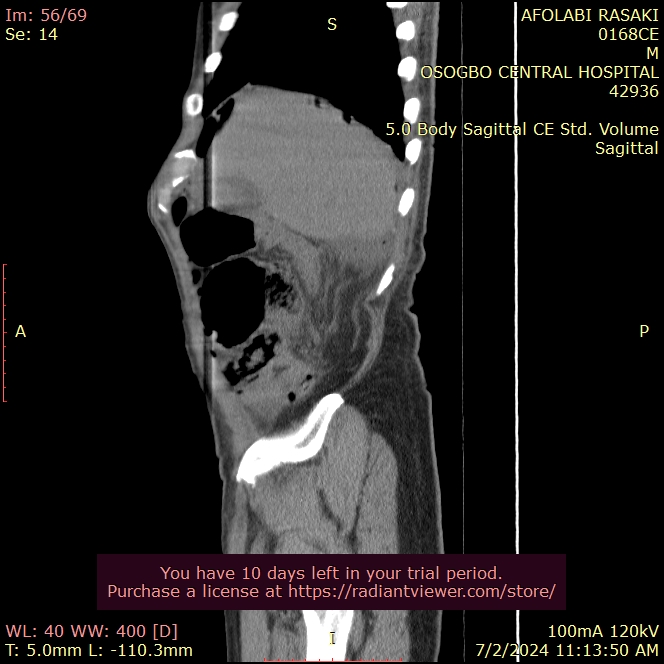 Im: 56/69
Se: 14
S
AFOLABI RASAKI
0168CE
M
OSOGBO CENTRAL HOSPITAL
42936
5.0 Body Sagittal CE Std. Volume
Sagittal
A
P
You have 10 days left in your trial period.
Purchase a license at https://radiantviewer.com/store/
WL: 40 WW: 400 [D]
T: 5.0mm L: -110.3mm
I
100mA 120kV
7/2/2024 11:13:50 AM